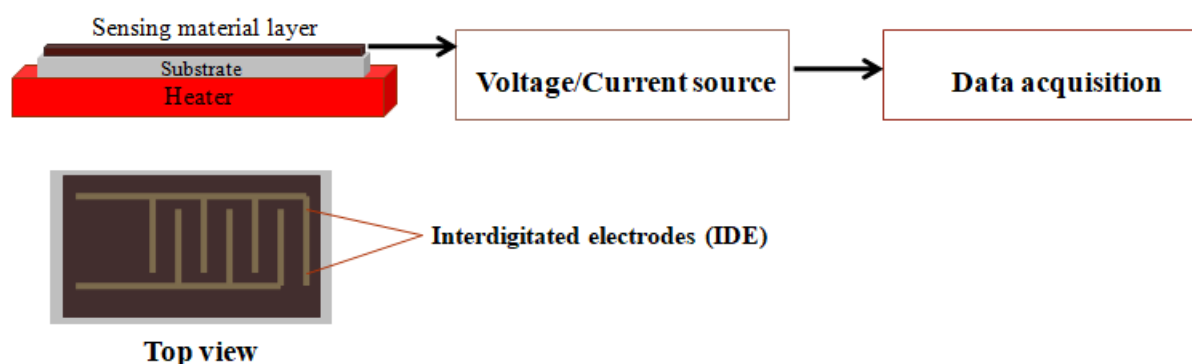 Sensing material layer
Substrate
Heater
Voltage/Current source
Data acquisition
Interdigitated electrodes (IDE)
Top view